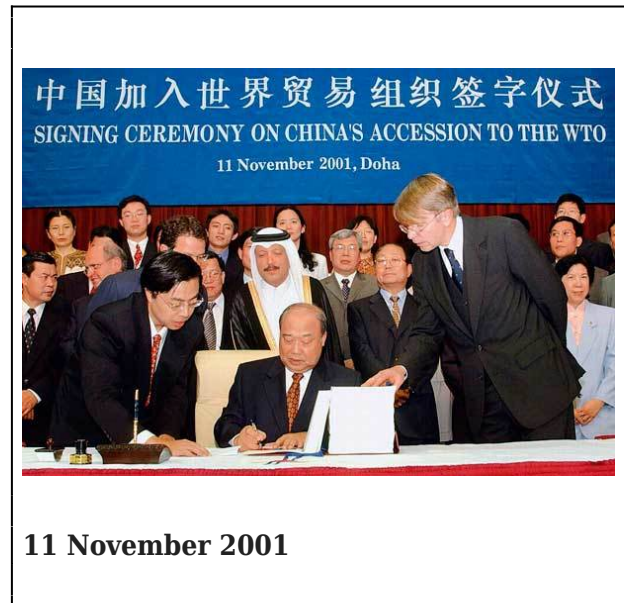 中国加入世界贸易组织签字仪式
SIGNING CEREMONY ON CHINA'S ACCESSION TO THE WTO
11 November 2001, Doha
11 November 2001